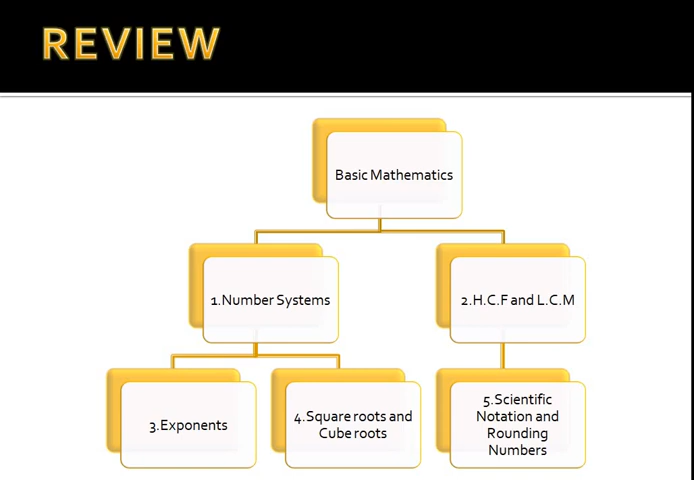 REVIEW
Basic Mathematics
1.Number Systems
2.H.C.F and L.C.M
3.Exponents
4.Square roots and
Cube roots
5.Scientific
Notation and
Rounding
Numbers